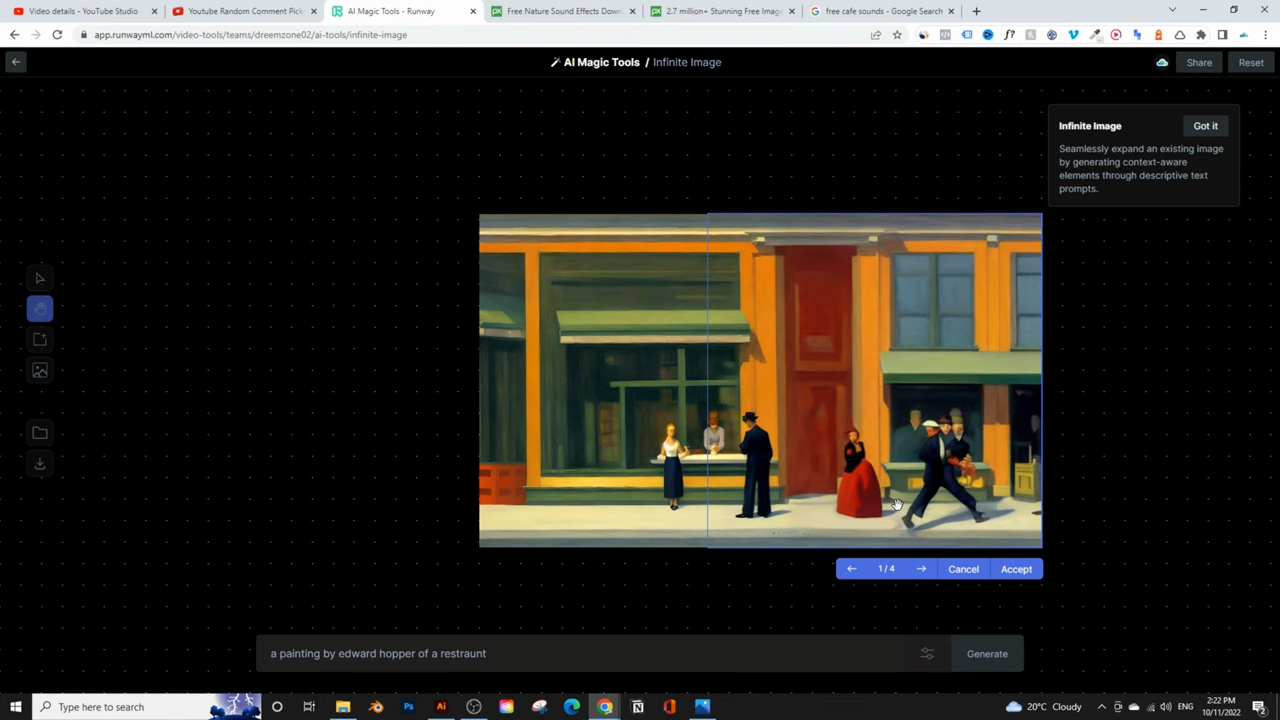 Video details - YouTube Studio
Youtube Random Comment Pick
AI Magic Tools - Runway
Free Nature Sound Effects Down
2.7 million+ Stunning Free Imag
free cafe sounds - Google Search
app.runwayml.com/video-tools/teams/dreemzone02/ai-tools/infinite-image
AI Magic Tools / Infinite Image
Share
Reset
Infinite Image
Got it
Seamlessly expand an existing image
by generating context-aware
elements through descriptive text
prompts.
1 / 4
Cancel
Accept
a painting by edward hopper of a restraunt
Generate
Type here to search
20°C Cloudy
ENG
2:22 PM
10/11/2022